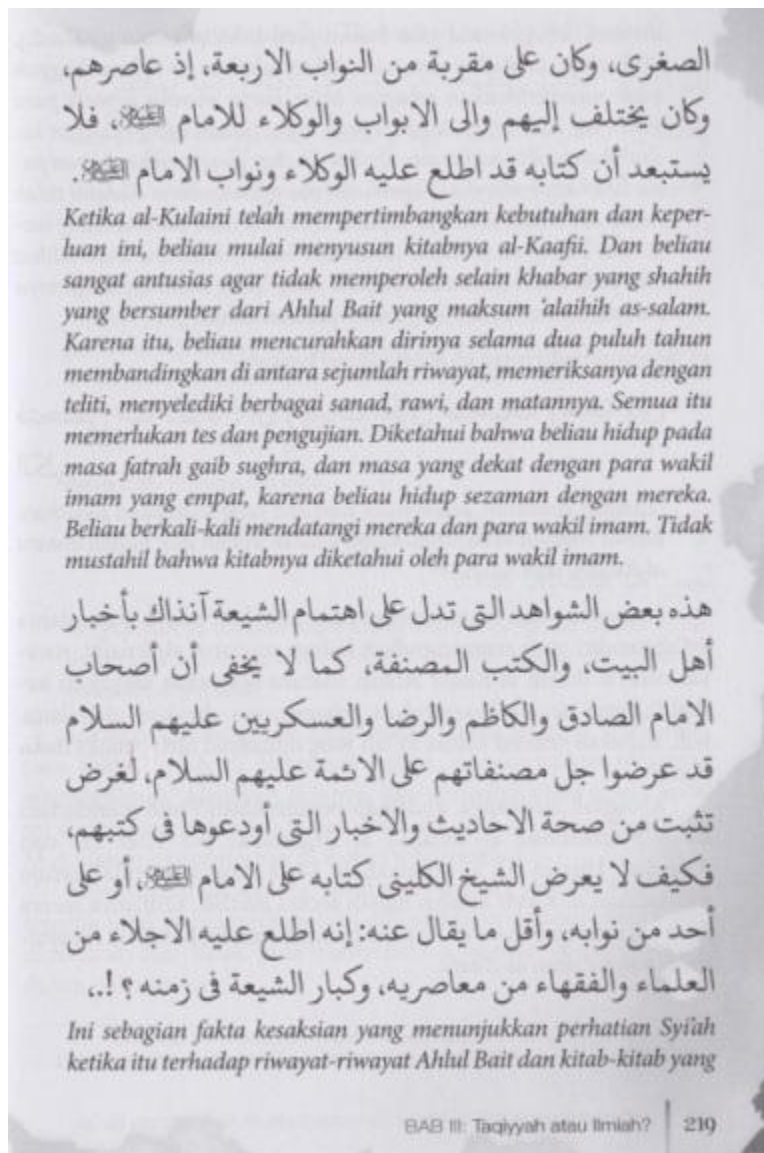 الصغرى، وكان على مقربة من النواب الاربعة، إذ عاصرهم،
وكان يختلف إليهم والى الابواب والوكلاء للامام عليه السلام، فلا
يستبعد أن كتابه قد اطلع عليه الوكلاء ونواب الامام عليه السلام.
Ketika al-Kulaini telah mempertimbangkan kebutuhan dan keper-
luan ini, beliau mulai menyusun kitabnya al-Kaafii. Dan beliau
sangat antusias agar tidak memperoleh selain khabar yang shahih
yang bersumber dari Ahlul Bait yang maksum 'alaihih as-salam.
Karena itu, beliau mencurahkan dirinya selama dua puluh tahun
membandingkan di antara sejumlah riwayat, memeriksanya dengan
teliti, menyelediki berbagai sanad, rawi, dan matannya. Semua itu
memerlukan tes dan pengujian. Diketahui bahwa beliau hidup pada
masa fatrah gaib sughra, dan masa yang dekat dengan para wakil
imam yang empat, karena beliau hidup sezaman dengan mereka.
Beliau berkali-kali mendatangi mereka dan para wakil imam. Tidak
mustahil bahwa kitabnya diketahui oleh para wakil imam.
هذه بعض الشواهد التى تدل على اهتمام الشيعة آنذاك بأخبار
أهل البيت، والكتب المصنفة، كما لا يخفى أن أصحاب
الامام الصادق والكاظم والرضا والعسكريين عليهم السلام
قد عرضوا جل مصنفاتهم على الائمة عليهم السلام، لغرض
تثبت من صحة الاحاديث والاخبار التى أودعوها فى كتبهم،
فكيف لا يعرض الشيخ الكلينى كتابه على الامام عليه السلام، أو على
أحد من نوابه، وأقل ما يقال عنه: إنه اطلع عليه الاجلاء من
العلماء والفقهاء من معاصريه، وكبار الشيعة فى زمنه؟!..،
Ini sebagian fakta kesaksian yang menunjukkan perhatian Syi'ah
ketika itu terhadap riwayat-riwayat Ahlul Bait dan kitab-kitab yang
BAB III: Taqiyyah atau Ilmiah? | 219